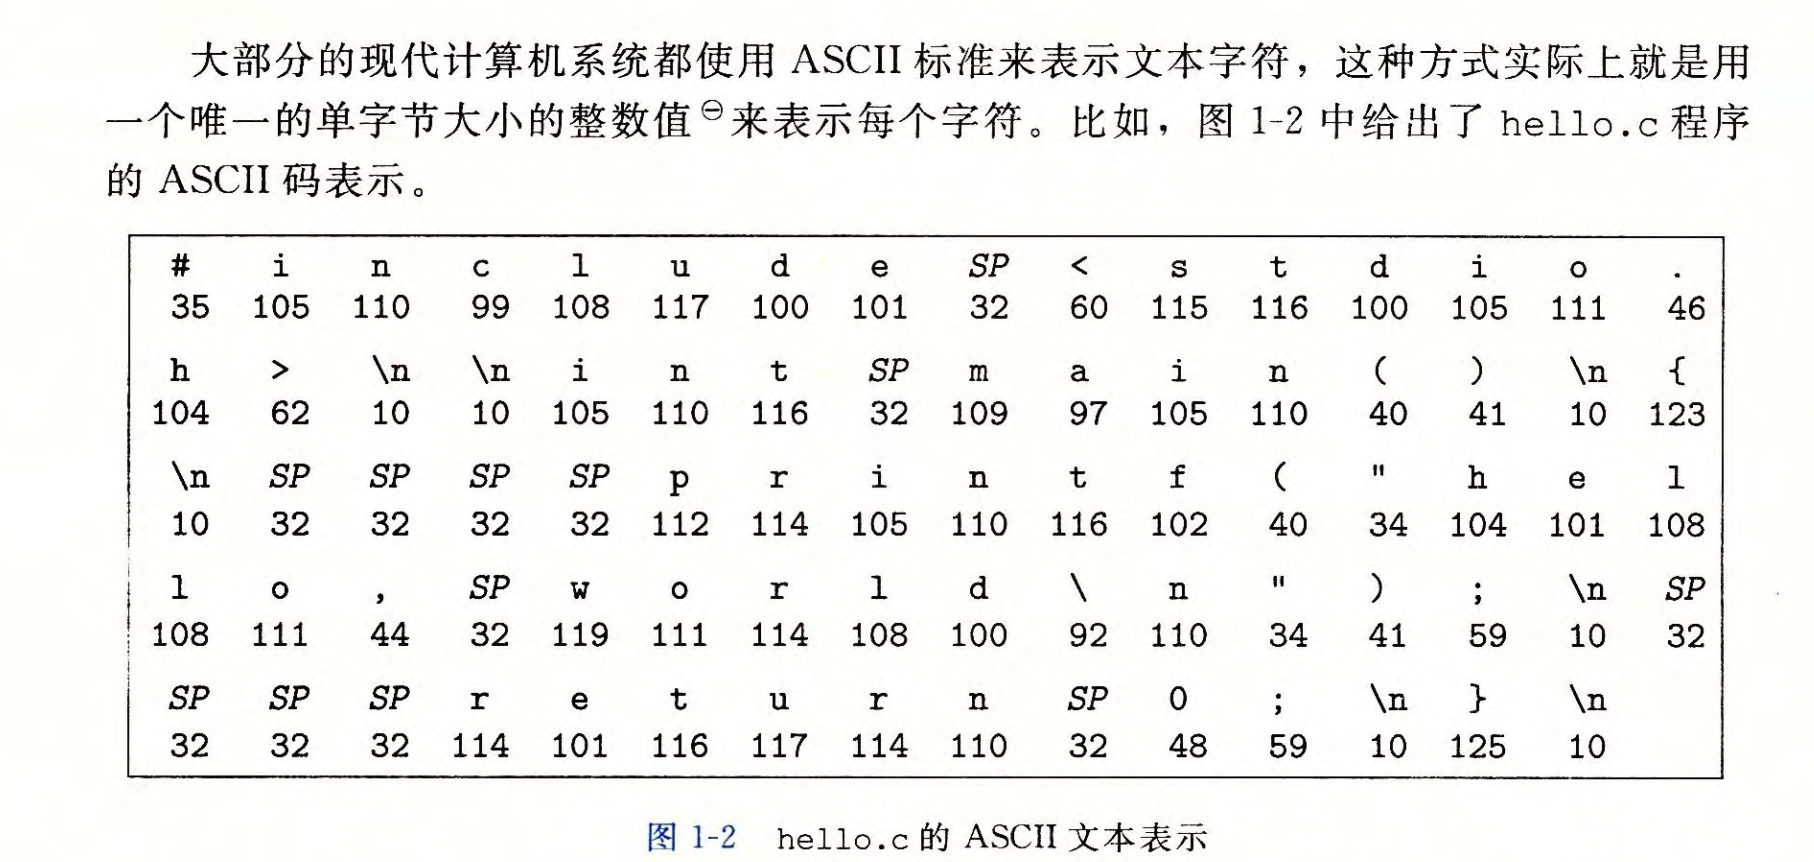 大部分的现代计算机系统都使用 ASCII 标准来表示文本字符，这种方式实际上就是用
一个唯一的单字节大小的整数值㊀来表示每个字符。比如，图 1-2 中给出了 hello.c 程序
的 ASCII 码表示。
# i n c l u d e SP < s t d i o .
35 105 110 99 108 117 100 101 32 60 115 116 100 105 111 46
h > \n \n i n t SP m a i n ( ) \n {
104 62 10 10 105 110 116 32 109 97 105 110 40 41 10 123
\n SP SP SP SP p r i n t f ( " h e l
10 32 32 32 32 112 114 105 110 116 102 40 34 104 101 108
l o , SP w o r l d \ n " ) ; \n SP
108 111 44 32 119 111 114 108 100 92 110 34 41 59 10 32
SP SP SP r e t u r n SP 0 ; \n } \n
32 32 32 114 101 116 117 114 110 32 48 59 10 125 10
图 1-2 hello.c 的 ASCII 文本表示